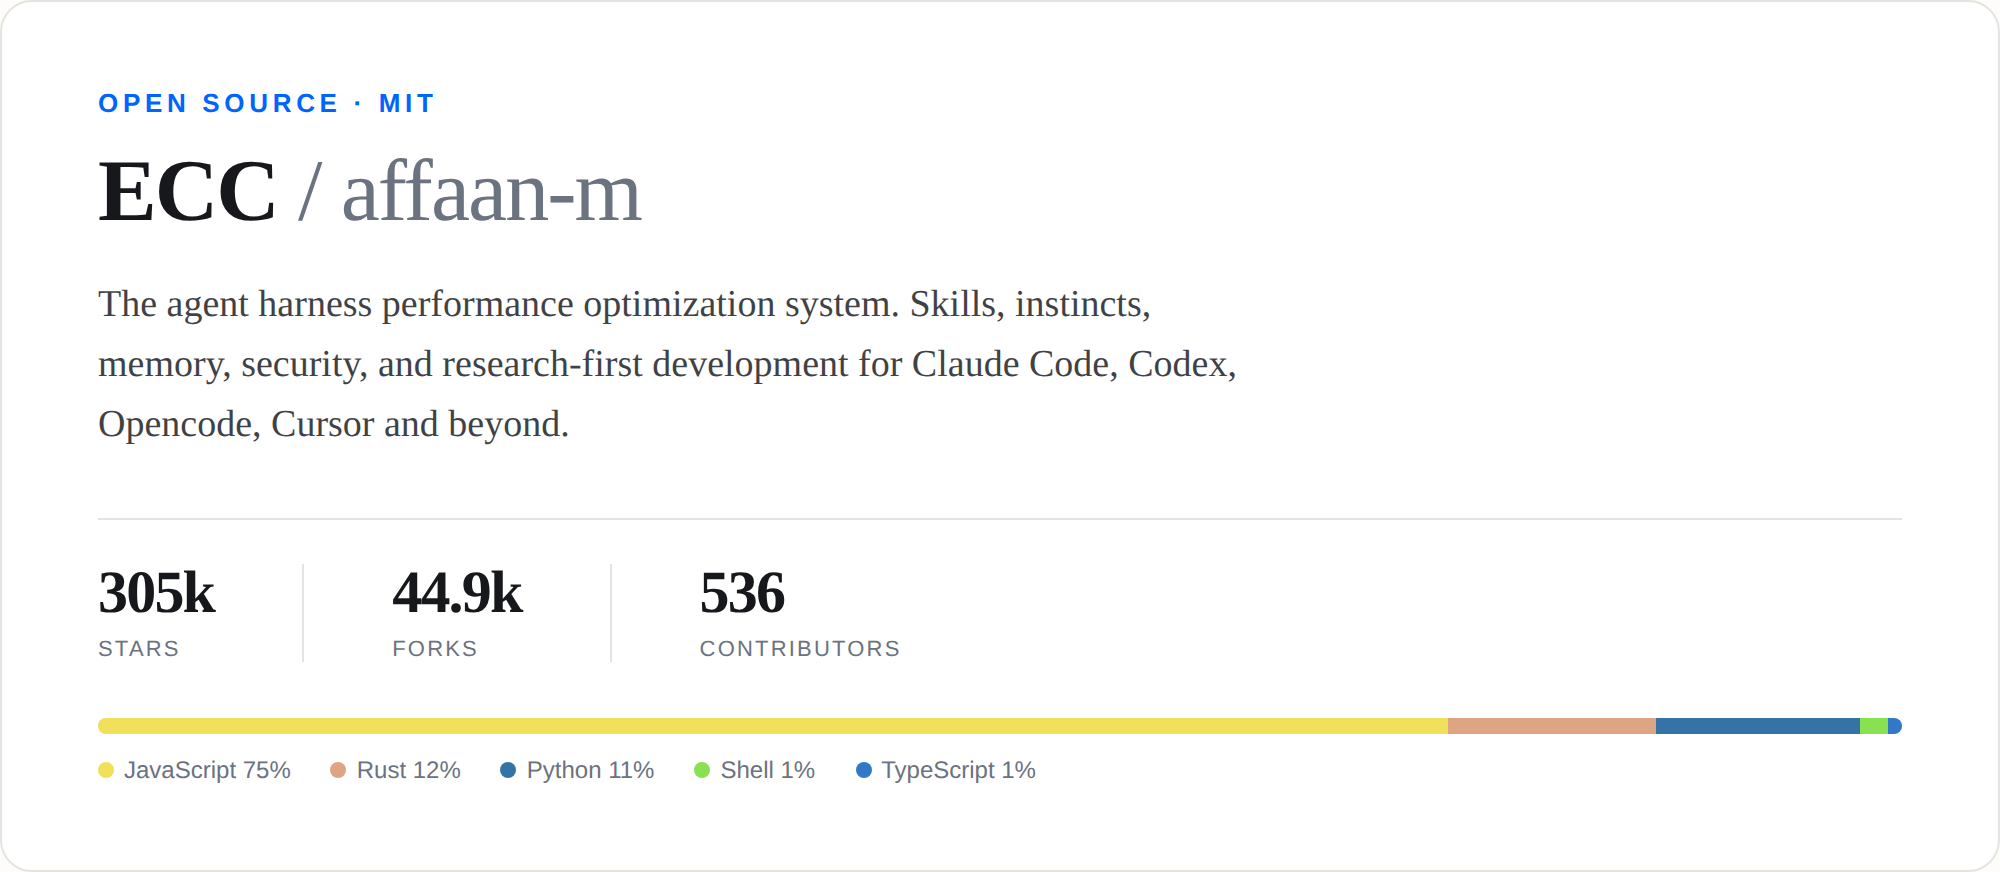 OPEN SOURCE · MIT
ECC / affaan-m
The agent harness performance optimization system. Skills, instincts,
memory, security, and research-first development for Claude Code, Codex,
Opencode, Cursor and beyond.
305k
STARS
44.9k
FORKS
536
CONTRIBUTORS
JavaScript 75%
Rust 12%
Python 11%
Shell 1%
TypeScript 1%